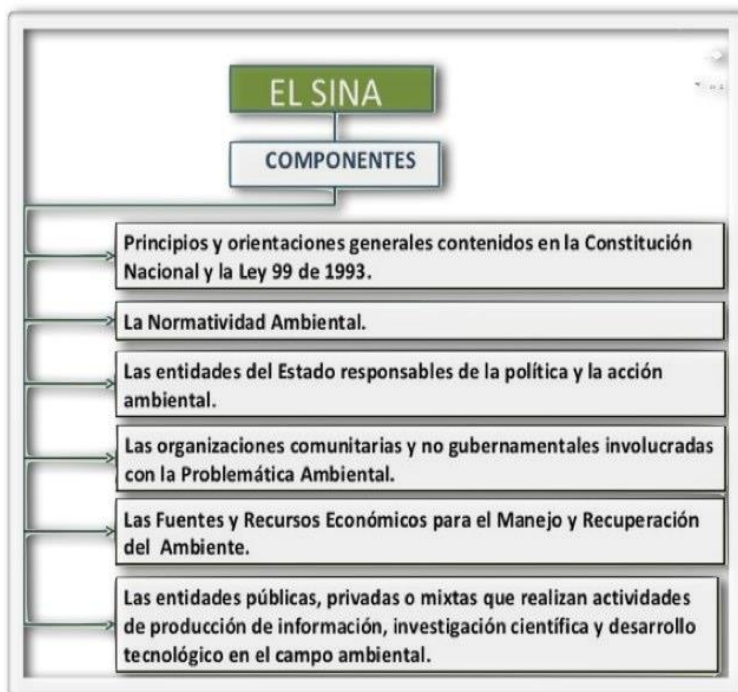 EL SINA
COMPONENTES
Principios y orientaciones generales contenidos en la Constitución
Nacional y la Ley 99 de 1993.
La Normatividad Ambiental.
Las entidades del Estado responsables de la política y la acción
ambiental.
Las organizaciones comunitarias y no gubernamentales involucradas
con la Problemática Ambiental.
Las Fuentes y Recursos Económicos para el Manejo y Recuperación
del Ambiente.
Las entidades públicas, privadas o mixtas que realizan actividades
de producción de información, investigación científica y desarrollo
tecnológico en el campo ambiental.